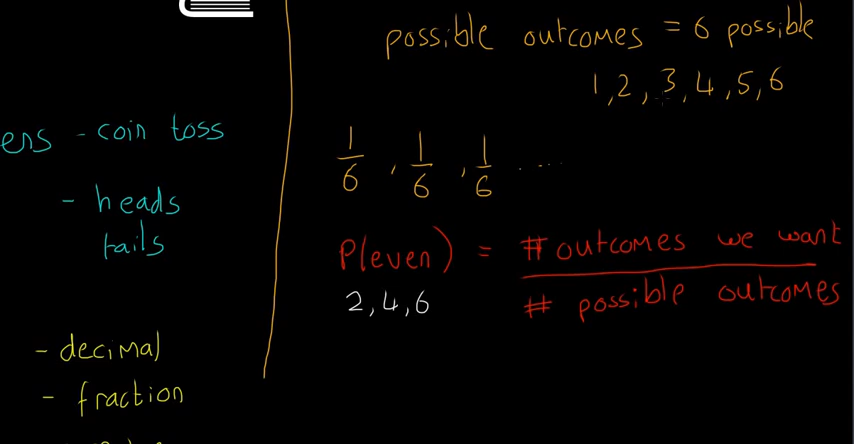 - coin toss
- heads
tails
- decimal
- fraction
possible outcomes = 6 possible
1, 2, 3, 4, 5, 6
1/6 , 1/6 , 1/6 ....
P(even) = # outcomes we want / # possible outcomes
2, 4, 6